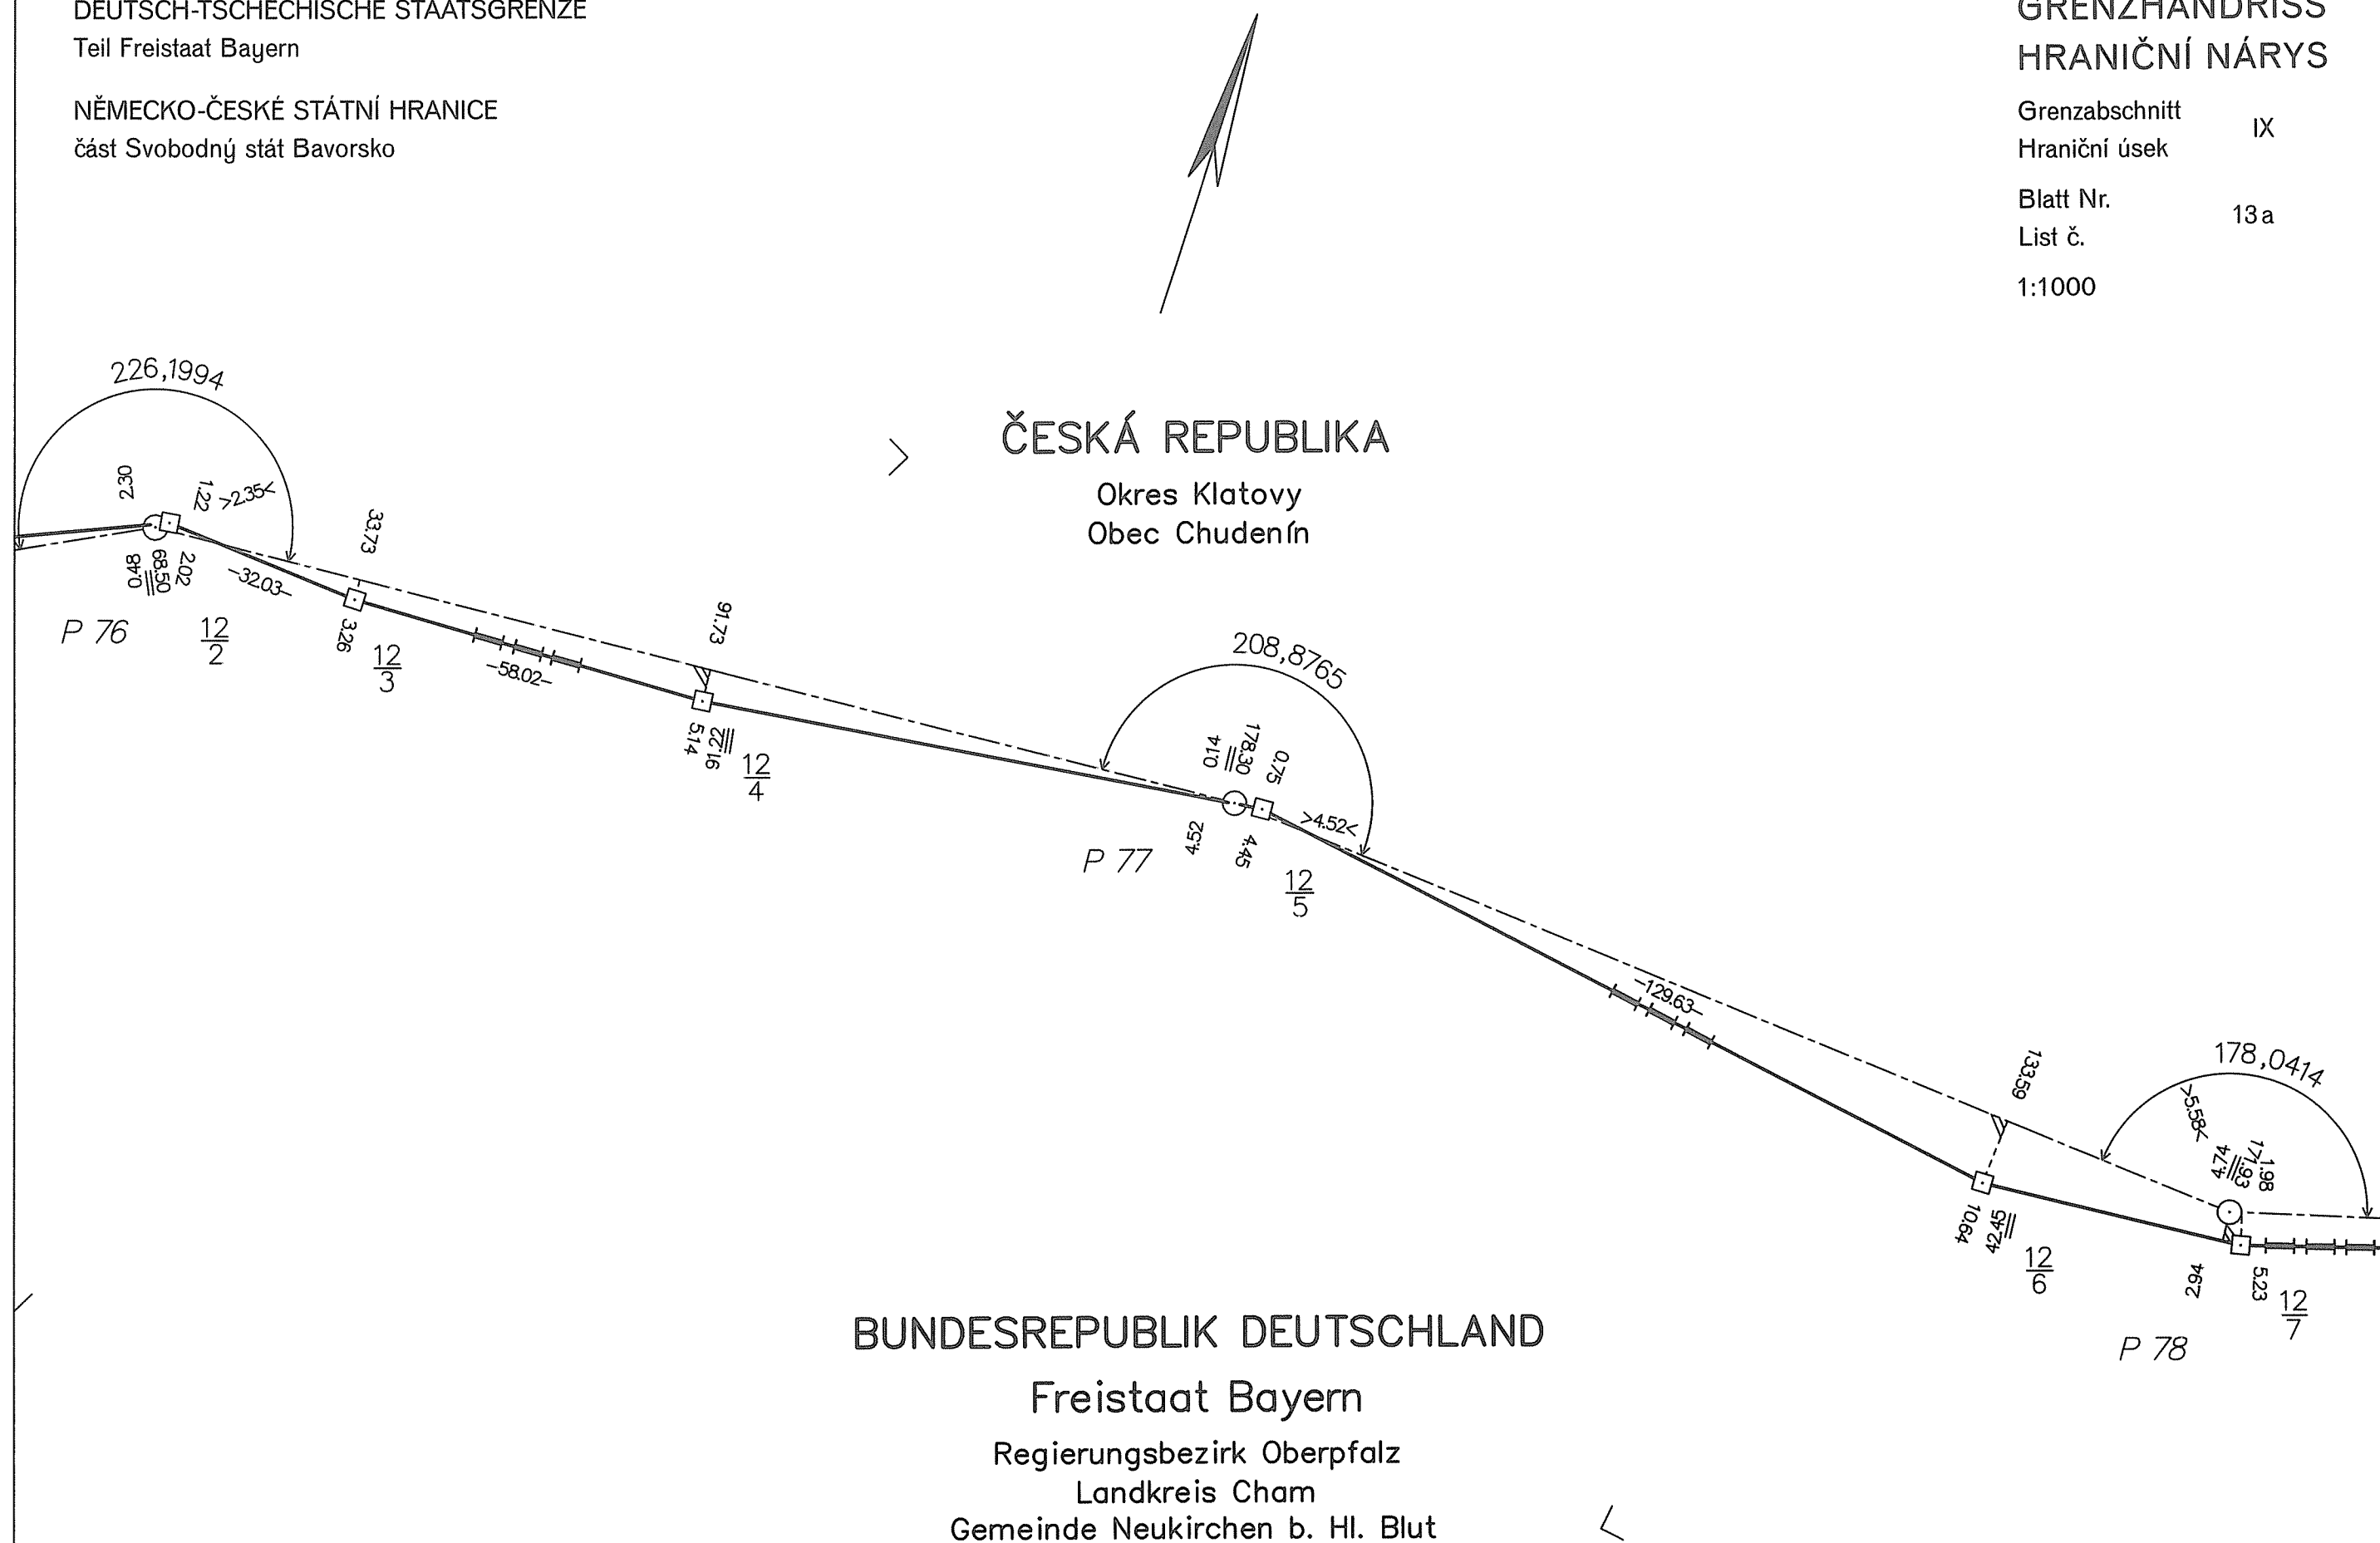 DEUTSCH-TSCHECHISCHE STAATSGRENZE
Teil Freistaat Bayern
NĚMECKO-ČESKÉ STÁTNÍ HRANICE
část Svobodný stát Bavorsko
GRENZHANDRISS
HRANIČNÍ NÁRYS
Grenzabschnitt
Hraniční úsek
IX
Blatt Nr.
List č.
13a
1:1000
226,1994
2.30
1.22
>2.35<
33.73
0.48
68.50
2.02
-32.03-
P 76
12
2
3.26
12
3
-58.02-
91.73
5.14
22.16
12
4
ČESKÁ REPUBLIKA
Okres Klatovy
Obec Chudenín
208,8765
0.14
178.30
0.75
>4.52<
4.52
4.45
P 77
12
5
-129.63-
133.59
178,0414
>5.58<
4.74
171.93
1.98
10.64
42.45
12
6
2.94
5.23
12
7
P 78
BUNDESREPUBLIK DEUTSCHLAND
Freistaat Bayern
Regierungsbezirk Oberpfalz
Landkreis Cham
Gemeinde Neukirchen b. Hl. Blut